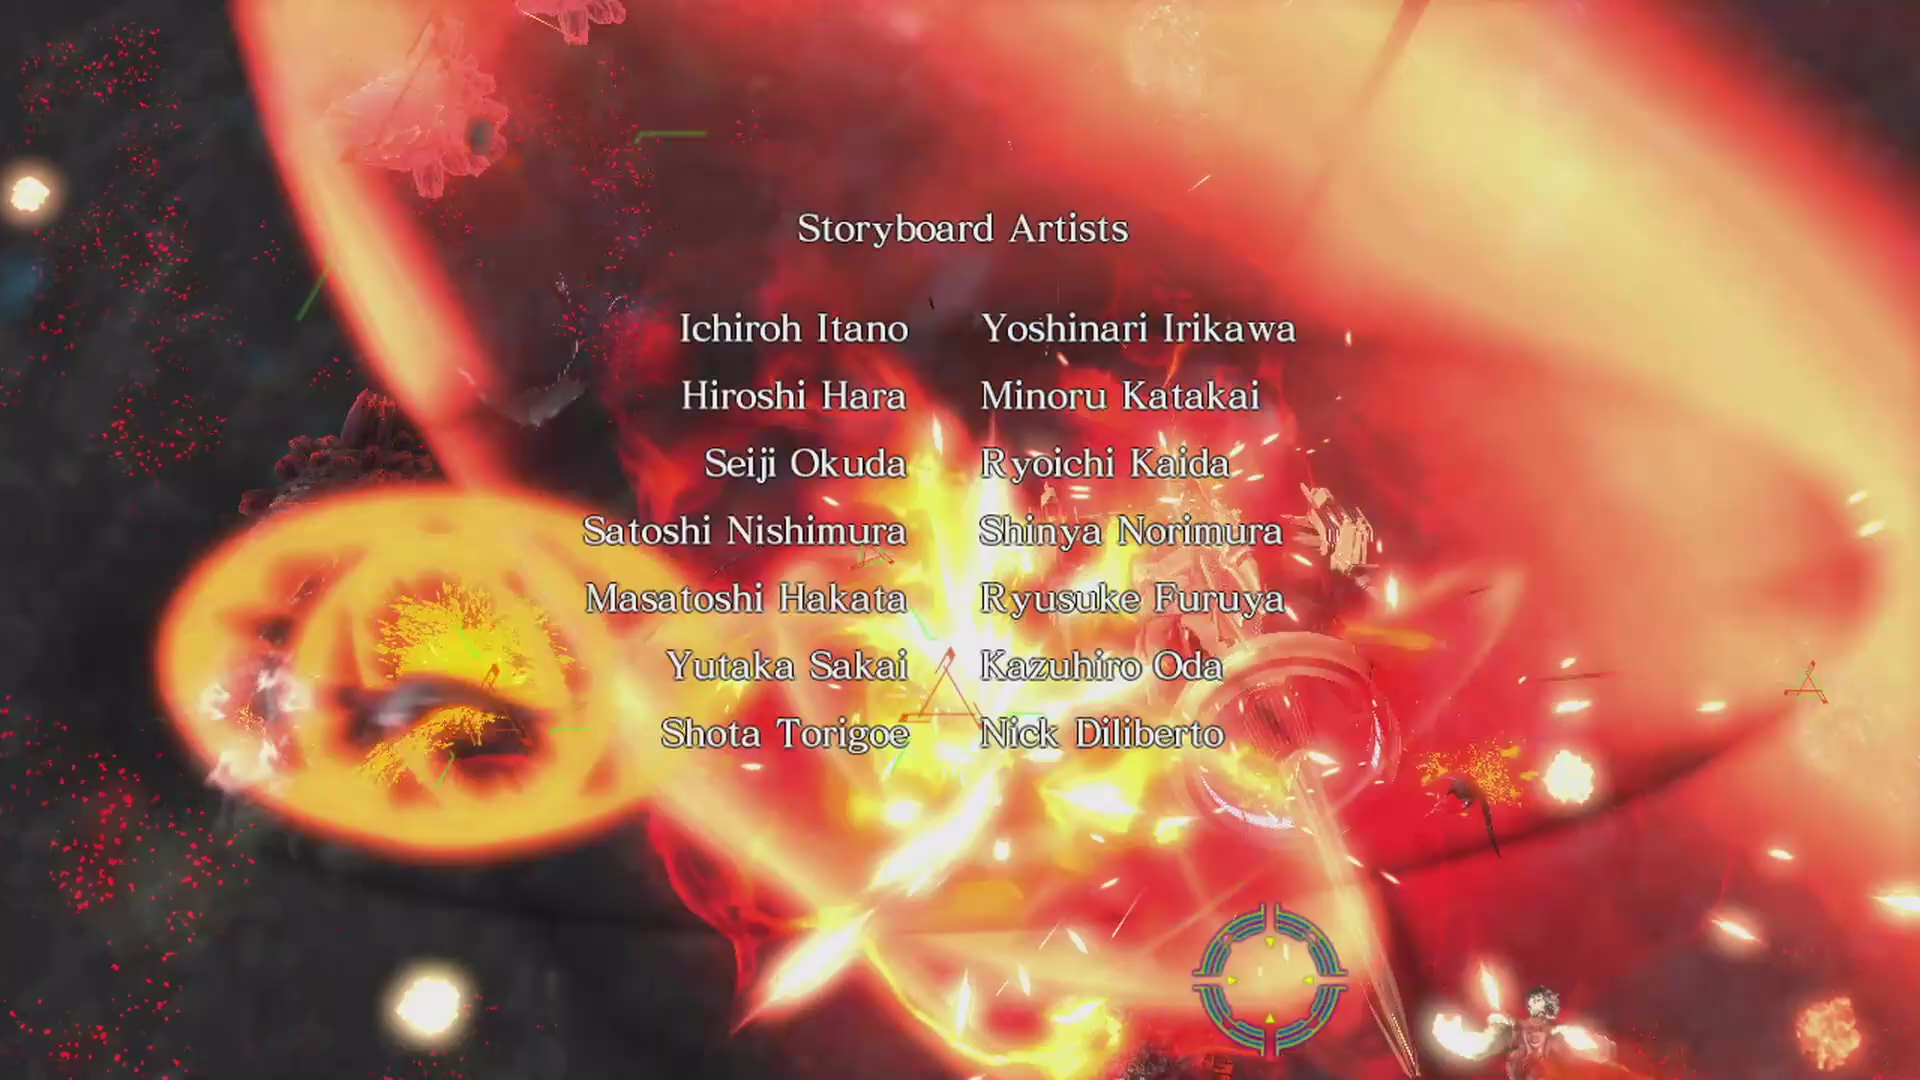 Storyboard Artists
Ichiroh Itano Yoshinari Irikawa
Hiroshi Hara Minoru Katakai
Seiji Okuda Ryoichi Kaida
Satoshi Nishimura Shinya Norimura
Masatoshi Hakata Ryusuke Furuya
Yutaka Sakai Kazuhiro Oda
Shota Torigoe Nick Diliberto